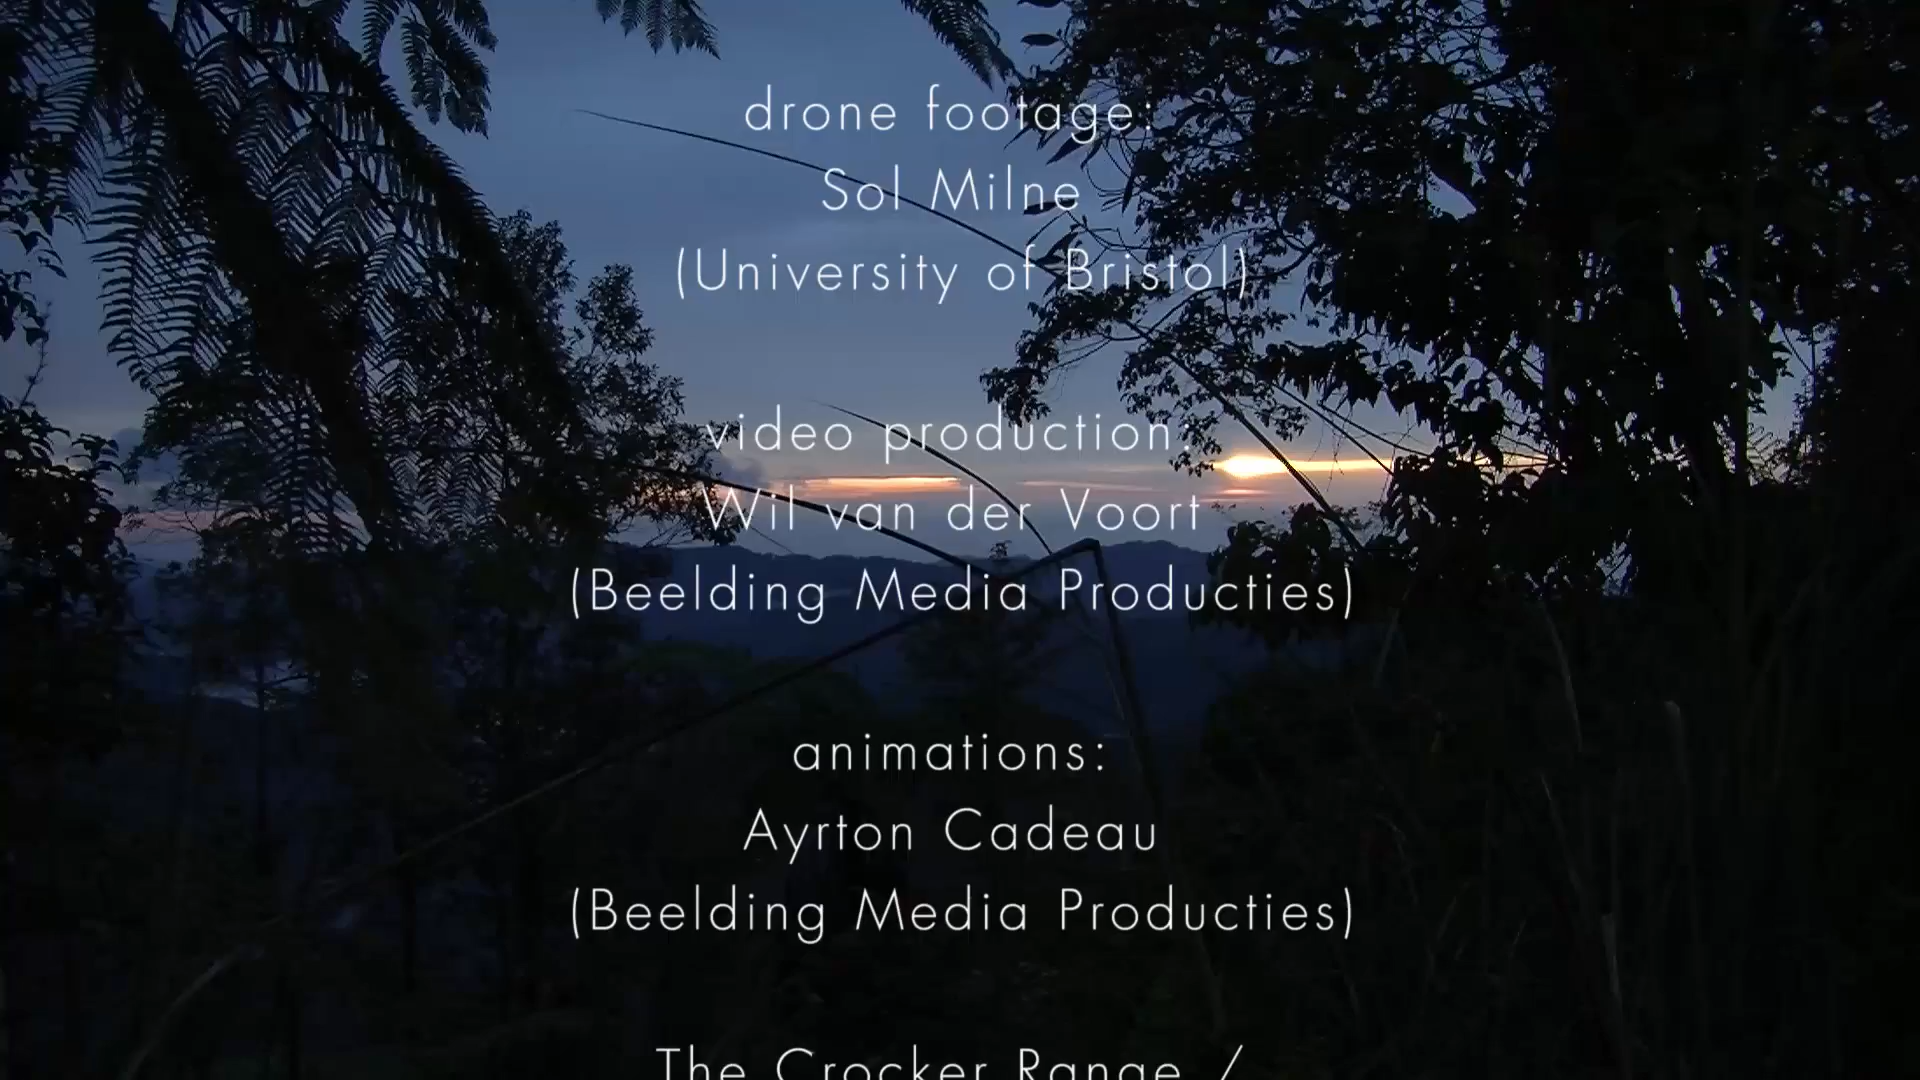 drone footage:
Sol Milne
(University of Bristol)
video production:
Wil van der Voort
(Beelding Media Producties)
animations:
Ayrton Cadeau
(Beelding Media Producties)
The Crocker Range /